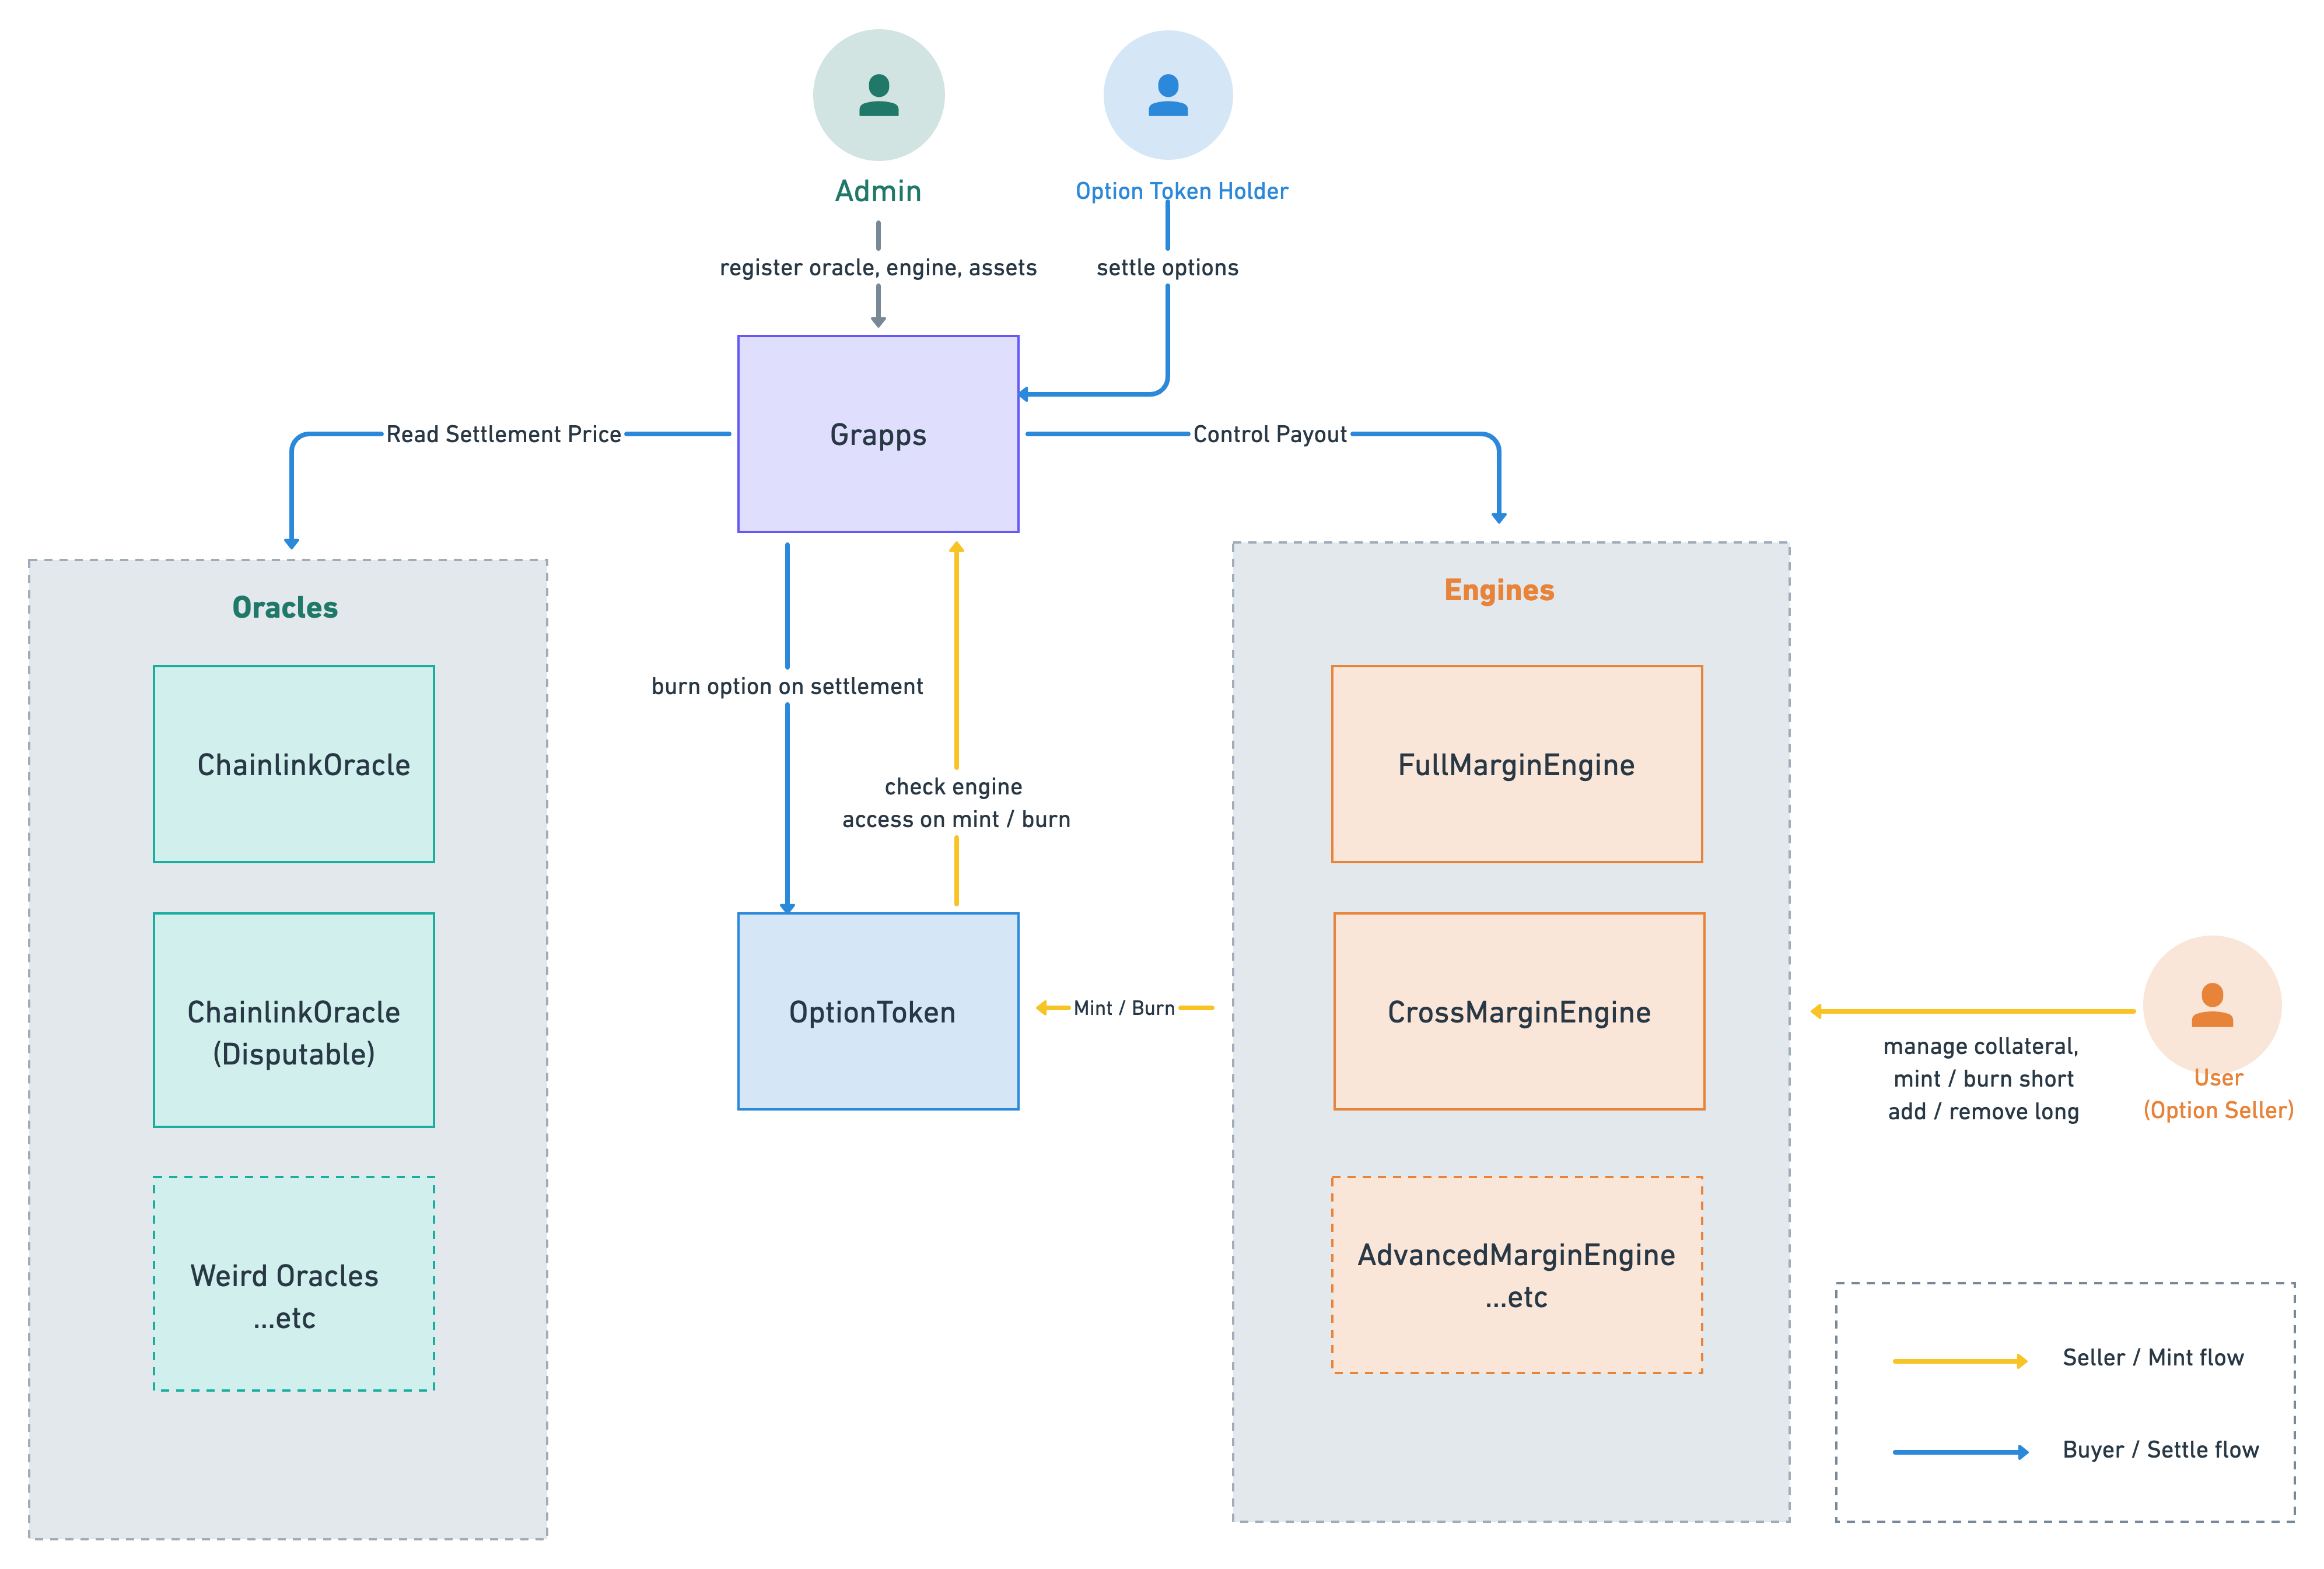 Admin
Option Token Holder
register oracle, engine, assets
settle options
Grapps
Read Settlement Price
Control Payout
Oracles
ChainlinkOracle
ChainlinkOracle
(Disputable)
Weird Oracles
...etc
burn option on settlement
check engine
access on mint / burn
OptionToken
Mint / Burn
Engines
FullMarginEngine
CrossMarginEngine
AdvancedMarginEngine
...etc
manage collateral,
mint / burn short
add / remove long
User
(Option Seller)
Seller / Mint flow
Buyer / Settle flow